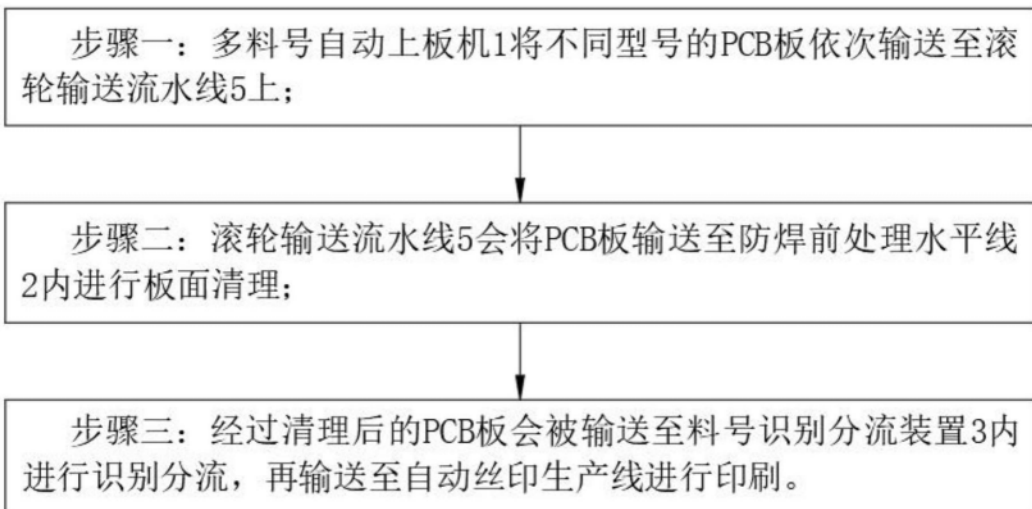 步骤一：多料号自动上板机1将不同型号的PCB板依次输送至滚
轮输送流水线5上；
步骤二：滚轮输送流水线5会将PCB板输送至防焊前处理水平线
2内进行板面清理；
步骤三：经过清理后的PCB板会被输送至料号识别分流装置3内
进行识别分流，再输送至自动丝印生产线进行印刷。